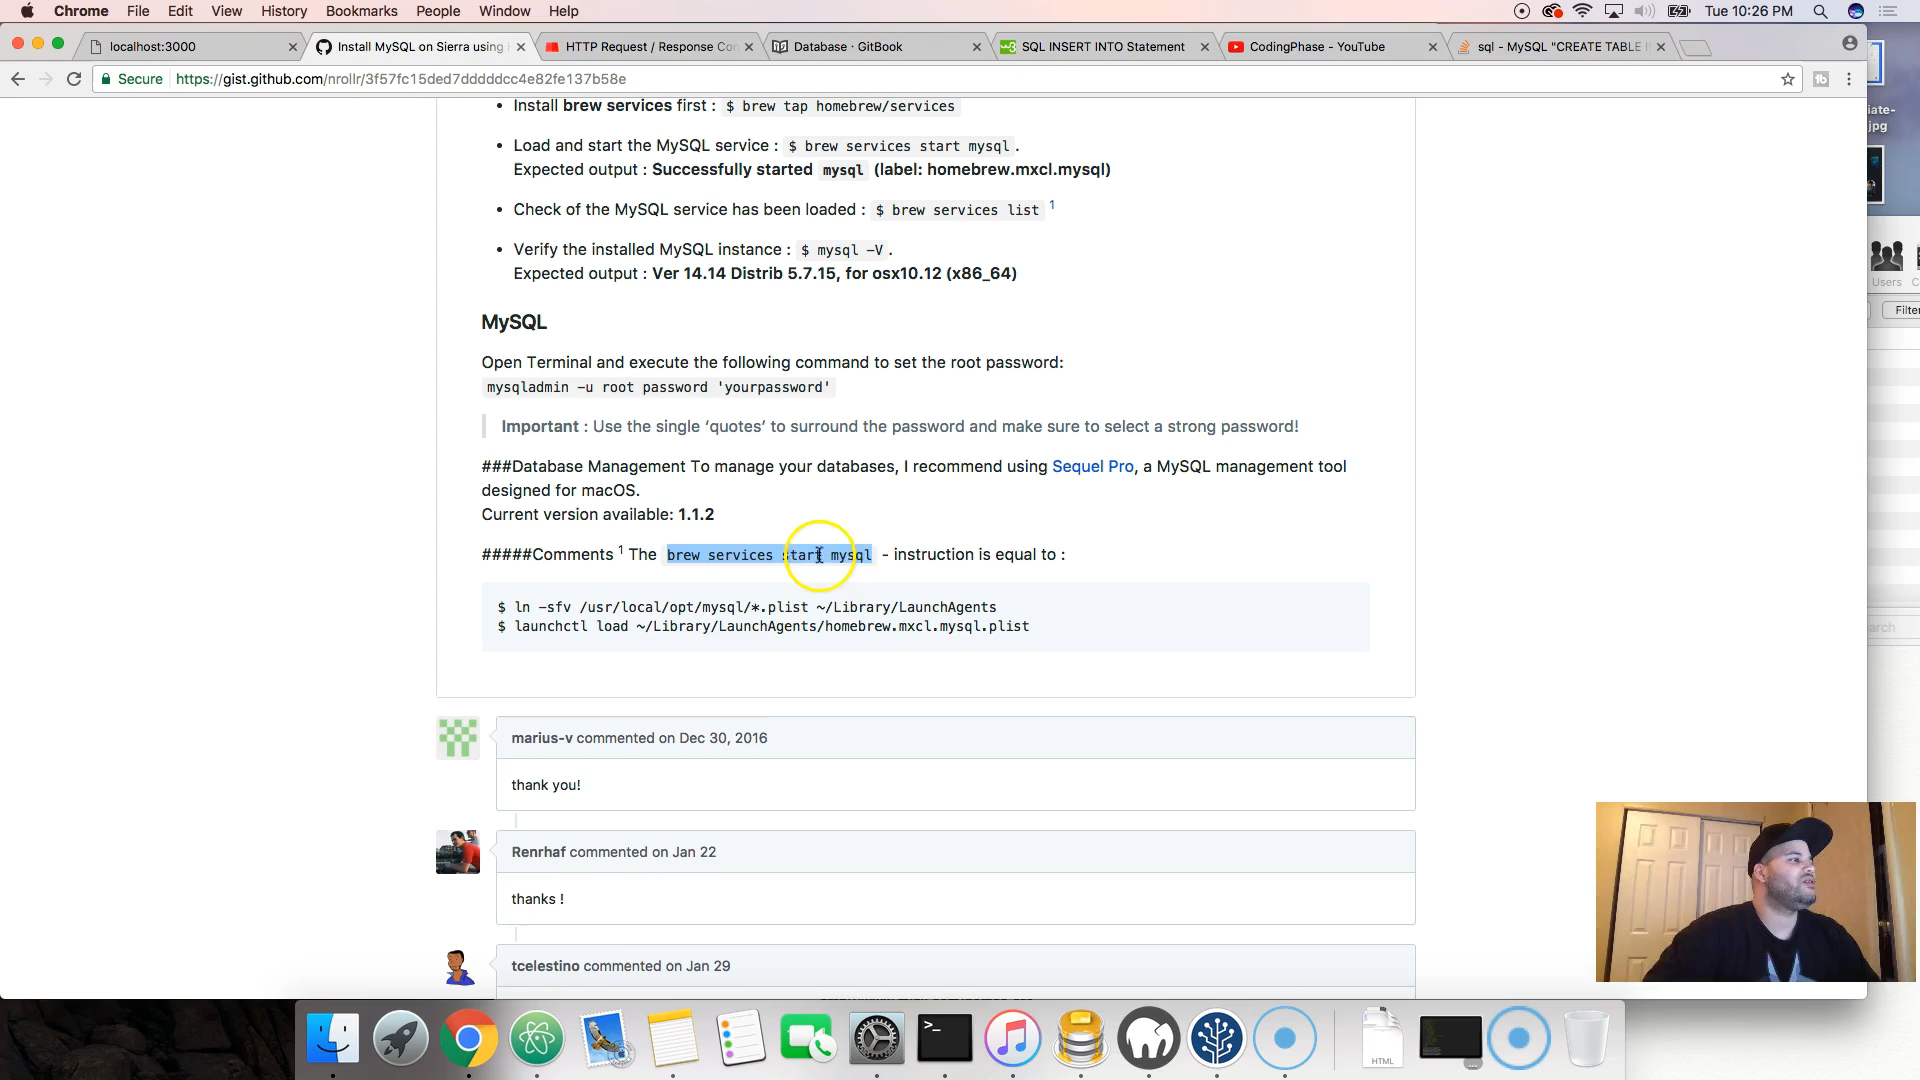 Chrome File Edit View History Bookmarks People Window Help Tue 10:26 PM
localhost:3000 Install MySQL on Sierra using HTTP Request / Response Co Database · GitBook SQL INSERT INTO Statement CodingPhase - YouTube sql - MySQL "CREATE TABLE
Secure https://gist.github.com/nrollr/3f57fc15ded7dddddcc4e82fe137b58e
• Install brew services first : $ brew tap homebrew/services
• Load and start the MySQL service : $ brew services start mysql .
Expected output : Successfully started mysql (label: homebrew.mxcl.mysql)
• Check of the MySQL service has been loaded : $ brew services list 1
• Verify the installed MySQL instance : $ mysql -V .
Expected output : Ver 14.14 Distrib 5.7.15, for osx10.12 (x86_64)
MySQL
Open Terminal and execute the following command to set the root password:
mysqladmin -u root password 'yourpassword'
Important : Use the single ‘quotes’ to surround the password and make sure to select a strong password!
###Database Management To manage your databases, I recommend using Sequel Pro, a MySQL management tool
designed for macOS.
Current version available: 1.1.2
#####Comments 1 The brew services start mysql - instruction is equal to :
$ ln -sfv /usr/local/opt/mysql/*.plist ~/Library/LaunchAgents
$ launchctl load ~/Library/LaunchAgents/homebrew.mxcl.mysql.plist
marius-v commented on Dec 30, 2016
thank you!
Renrhaf commented on Jan 22
thanks !
tcelestino commented on Jan 29
iate-
jpg
Users
Filter
arch
HTML